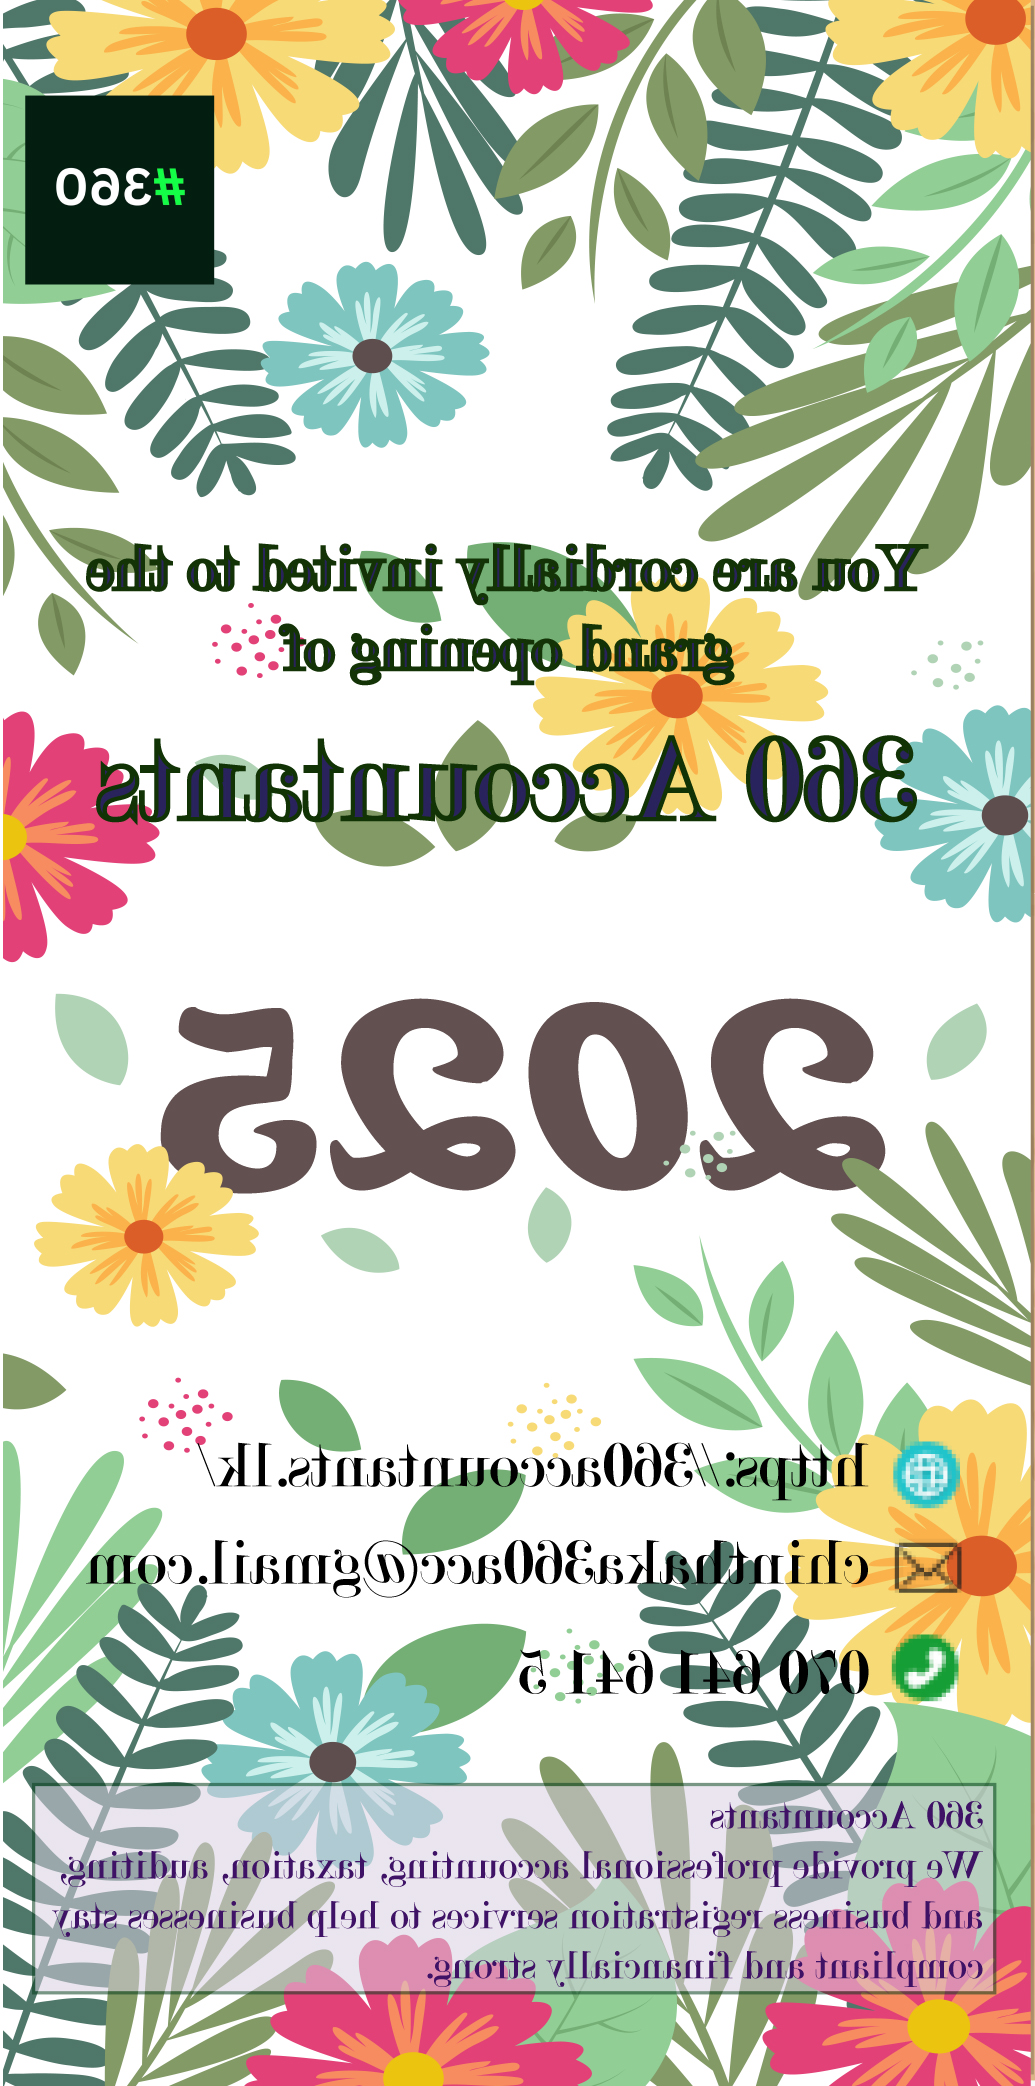 #360
You are cordially invited to the
grand opening of
360 Accountants
2025
https://360accountants.lk/
chinthaka360acc@gmail.com
070 641 641 5
360 Accountants
We provide professional accounting, taxation, auditing,
and business registration services to help businesses stay
compliant and financially strong.